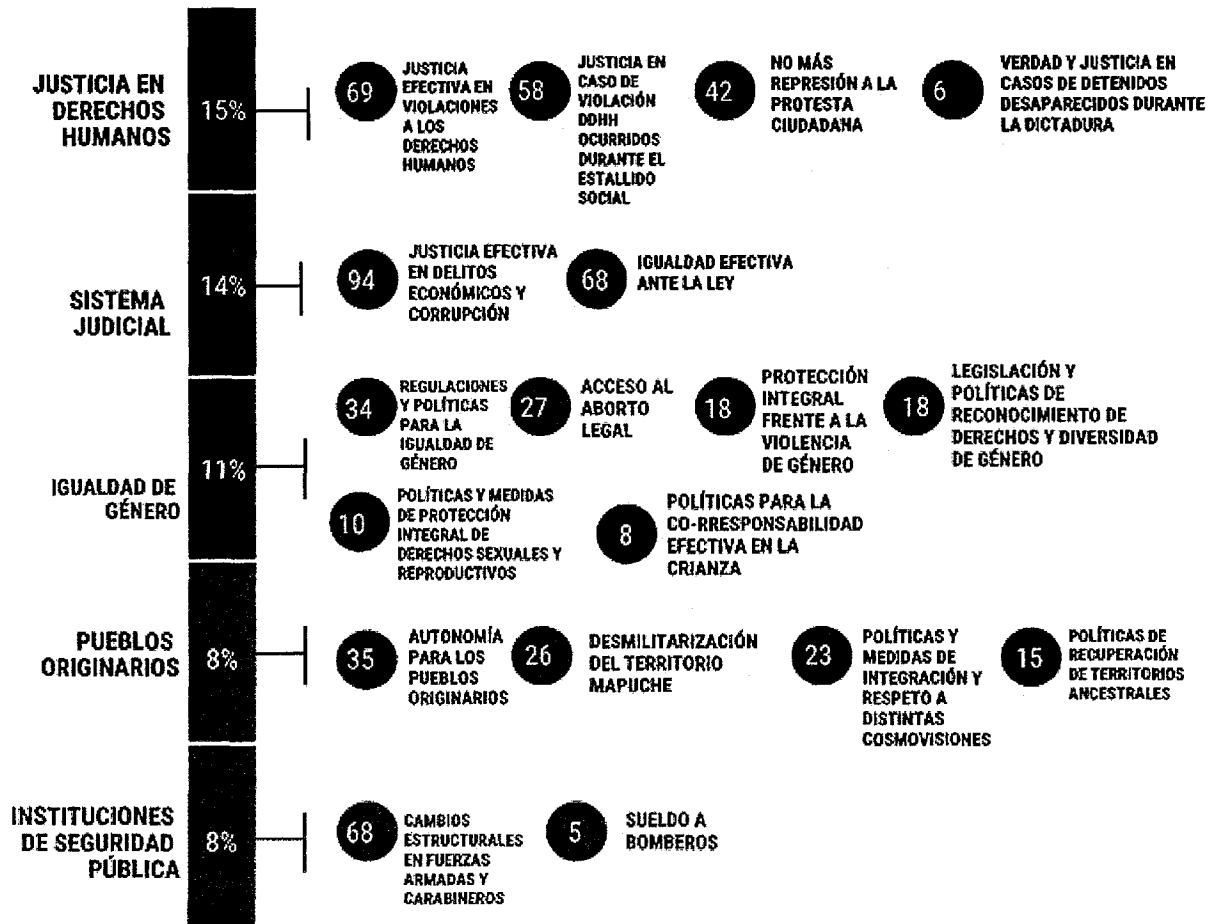 JUSTICIA EN
DERECHOS
HUMANOS
15%
69
JUSTICIA
EFECTIVA EN
VIOLACIONES
A LOS
DERECHOS
HUMANOS
58
JUSTICIA EN
CASO DE
VIOLACIÓN
DDHH
OCURRIDOS
DURANTE EL
ESTALLIDO
SOCIAL
42
NO MÁS
REPRESIÓN A LA
PROTESTA
CIUDADANA
6
VERDAD Y JUSTICIA EN
CASOS DE DETENIDOS
DESAPARECIDOS DURANTE
LA DICTADURA
SISTEMA
JUDICIAL
14%
94
JUSTICIA EFECTIVA
EN DELITOS
ECONÓMICOS Y
CORRUPCIÓN
68
IGUALDAD EFECTIVA
ANTE LA LEY
IGUALDAD DE
GÉNERO
11%
34
REGULACIONES
Y POLÍTICAS
PARA LA
IGUALDAD DE
GÉNERO
27
ACCESO AL
ABORTO
LEGAL
18
PROTECCIÓN
INTEGRAL
FRENTE A LA
VIOLENCIA
DE GÉNERO
18
LEGISLACIÓN Y
POLÍTICAS DE
RECONOCIMIENTO DE
DERECHOS Y DIVERSIDAD
DE GÉNERO
10
POLÍTICAS Y MEDIDAS
DE PROTECCIÓN
INTEGRAL DE
DERECHOS SEXUALES Y
REPRODUCTIVOS
8
POLÍTICAS PARA LA
CO-RRESPONSABILIDAD
EFECTIVA EN LA
CRIANZA
PUEBLOS
ORIGINARIOS
8%
35
AUTONOMÍA
PARA LOS
PUEBLOS
ORIGINARIOS
26
DESMILITARIZACIÓN
DEL TERRITORIO
MAPUCHE
23
POLÍTICAS Y
MEDIDAS DE
INTEGRACIÓN Y
RESPETO A
DISTINTAS
COSMOVISIONES
15
POLÍTICAS DE
RECUPERACIÓN
DE TERRITORIOS
ANCESTRALES
INSTITUCIONES
DE SEGURIDAD
PÚBLICA
8%
68
CAMBIOS
ESTRUCTURALES
EN FUERZAS
ARMADAS Y
CARABINEROS
5
SUELDO A
BOMBEROS